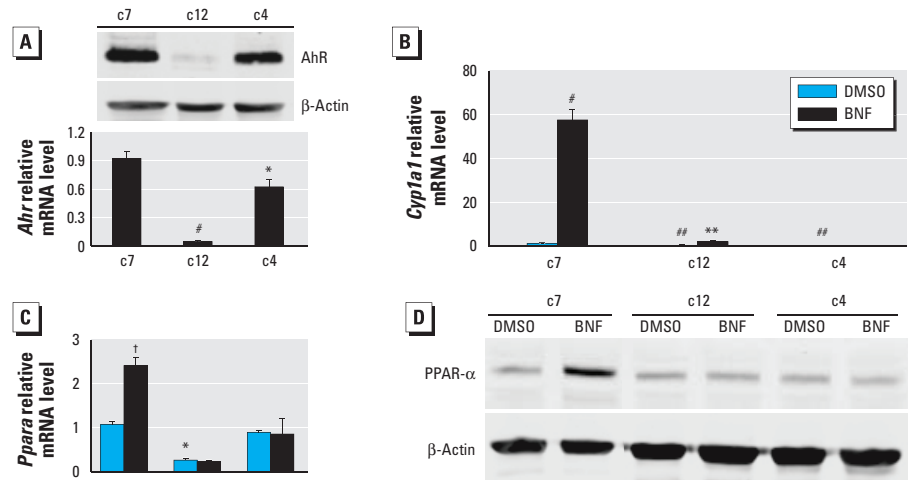 A
c7 c12 c4
AhR
β-Actin
Ahr relative
mRNA level
1.2
0.9
0.6
0.3
0
#
*
c7 c12 c4
B
Cyp1a1 relative
mRNA level
80
60
40
20
0
DMSO
BNF
#
## **
##
c7 c12 c4
C
Ppara relative
mRNA level
3
2
1
0
†
*
D
c7 c12 c4
DMSO BNF DMSO BNF DMSO BNF
PPAR-α
β-Actin